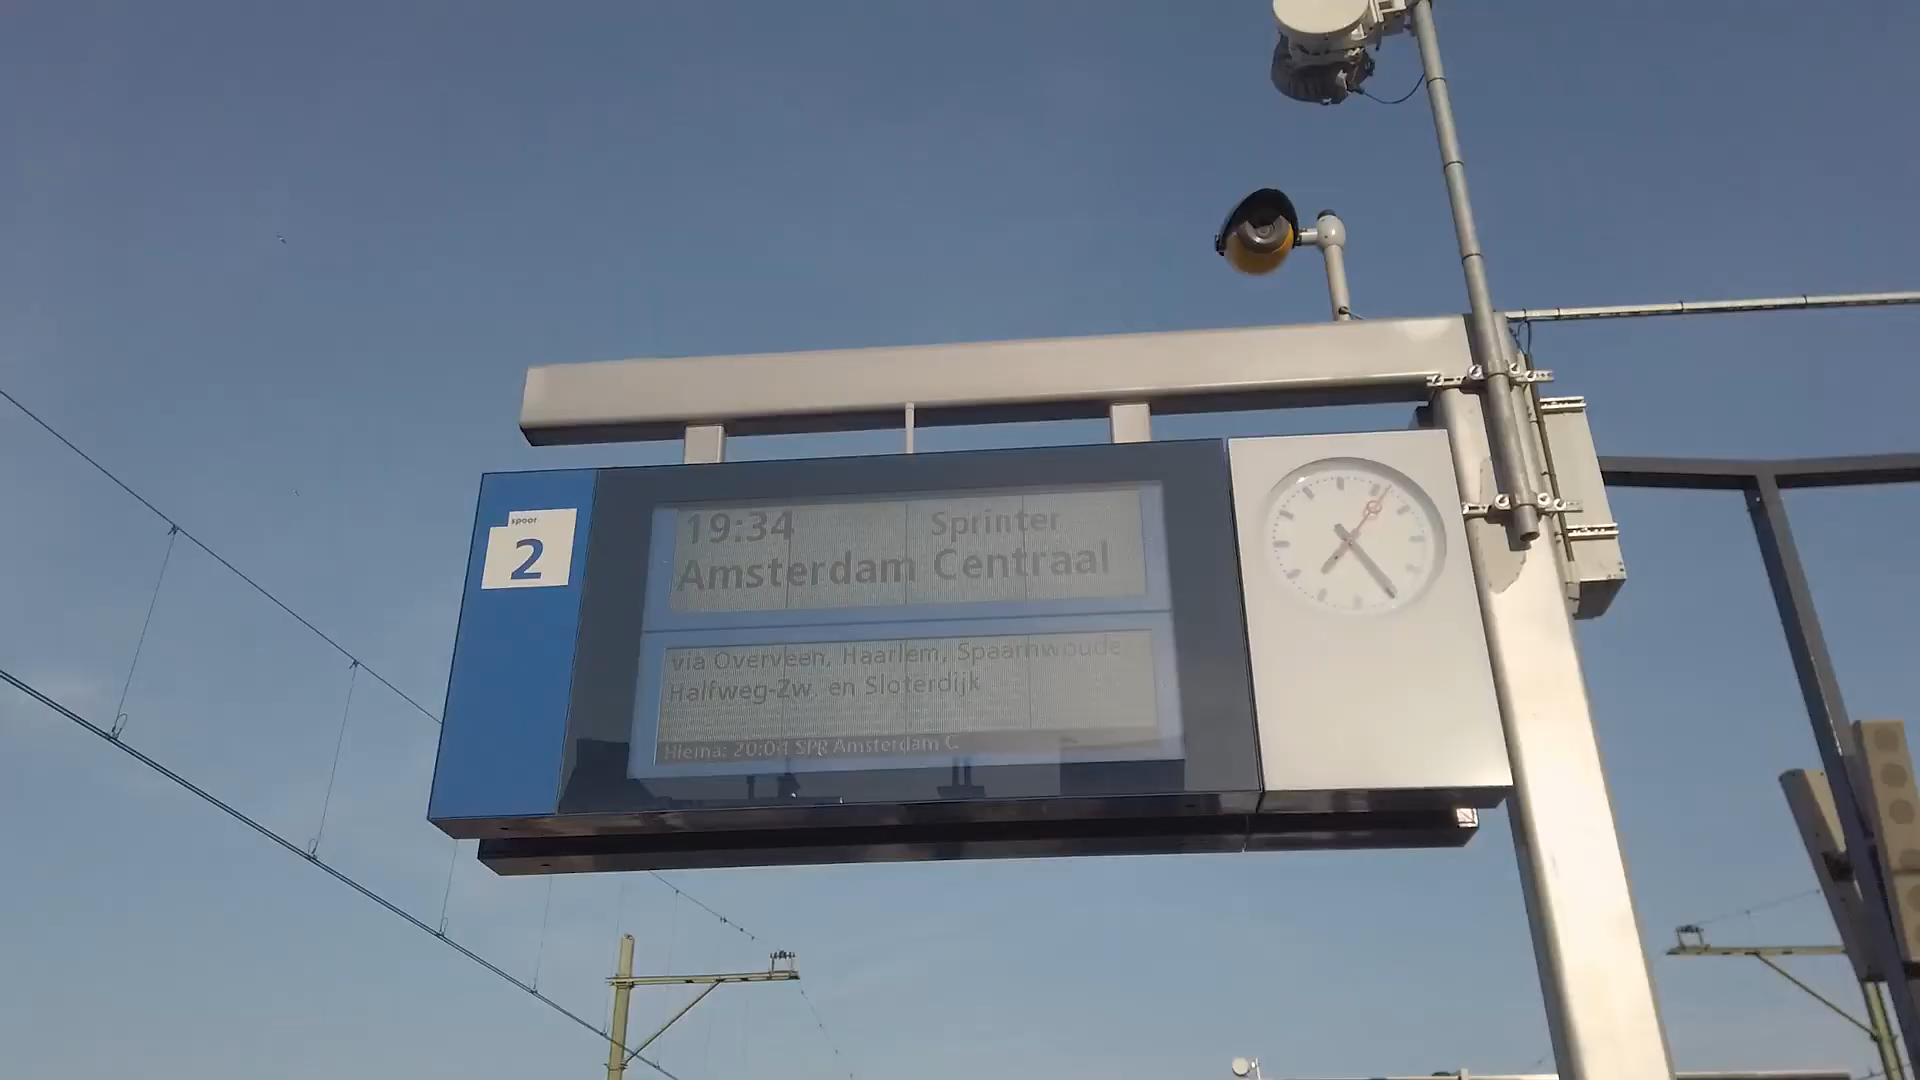 spoor
2
19:34 Sprinter
Amsterdam Centraal
via Overveen, Haarlem, Spaarnwoude
Halfweg-Zw. en Sloterdijk
Hierna: 20:04 SPR Amsterdam C